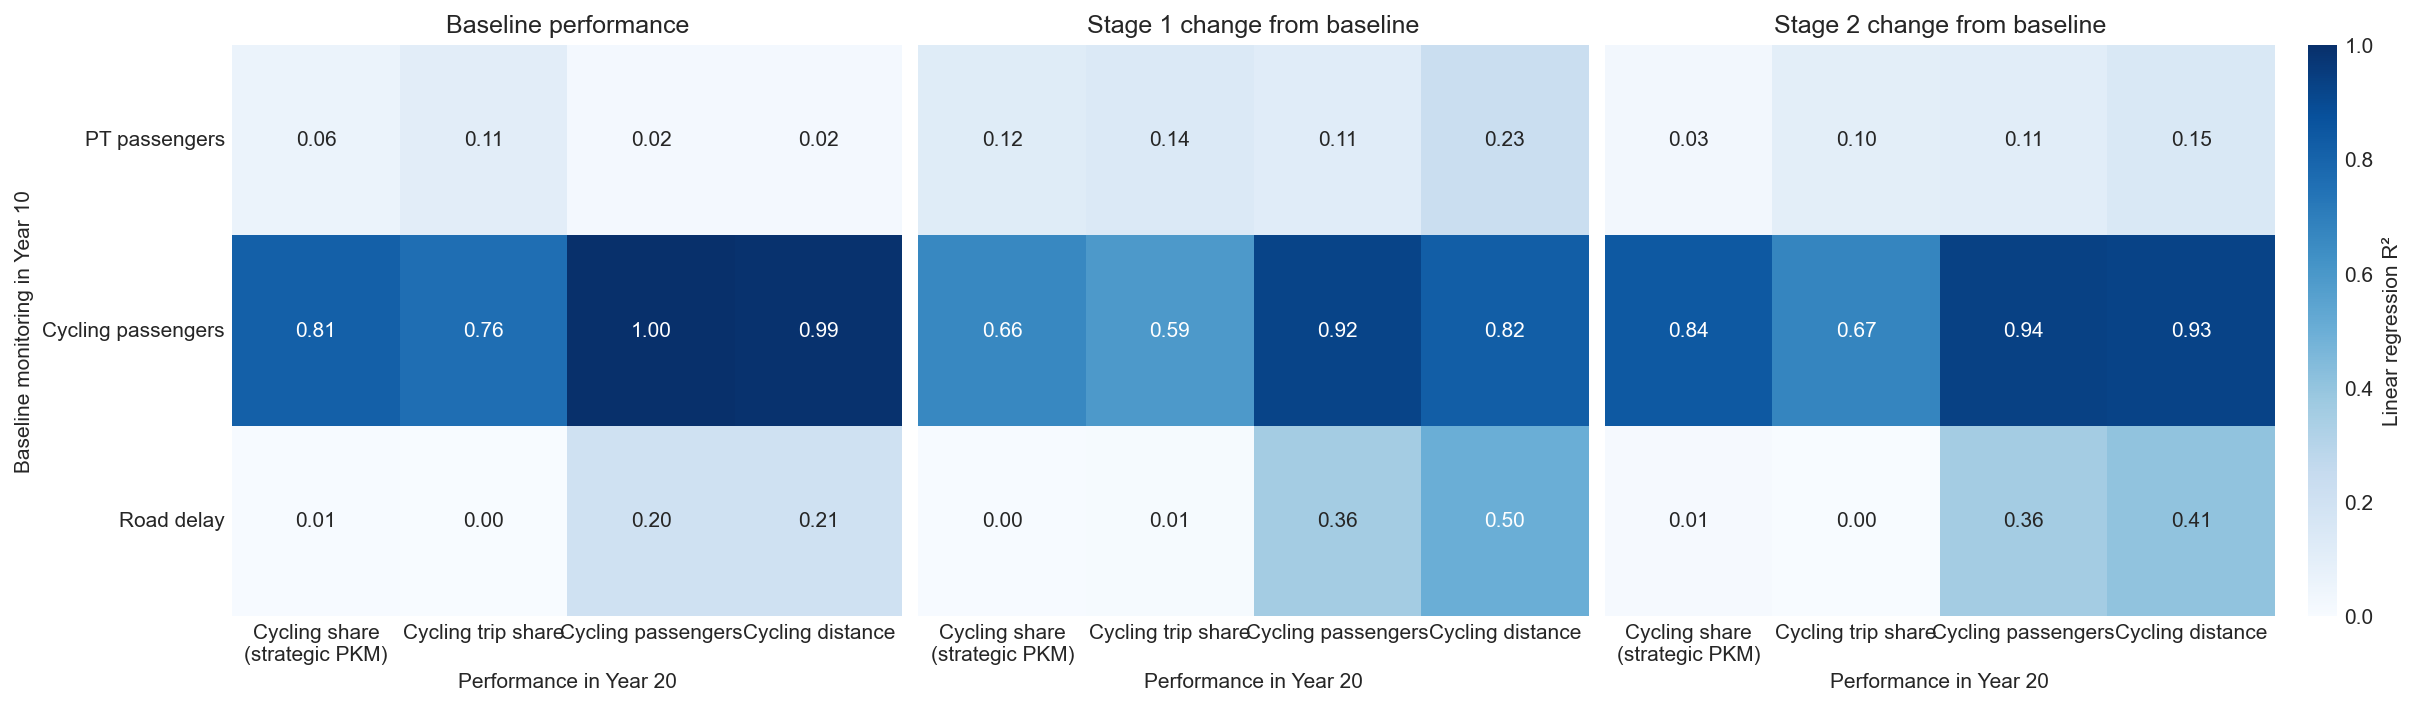 Baseline performance
Stage 1 change from baseline
Stage 2 change from baseline
Baseline monitoring in Year 10
PT passengers
0.06 0.11 0.02 0.02
0.12 0.14 0.11 0.23
0.03 0.10 0.11 0.15
Cycling passengers
0.81 0.76 1.00 0.99
0.66 0.59 0.92 0.82
0.84 0.67 0.94 0.93
Road delay
0.01 0.00 0.20 0.21
0.00 0.01 0.36 0.50
0.01 0.00 0.36 0.41
Cycling share
(strategic PKM)
Cycling trip share
Cycling passengers
Cycling distance
Performance in Year 20
Cycling share
(strategic PKM)
Cycling trip share
Cycling passengers
Cycling distance
Performance in Year 20
Cycling share
(strategic PKM)
Cycling trip share
Cycling passengers
Cycling distance
Performance in Year 20
1.0
0.8
0.6
0.4
0.2
0.0
Linear regression R²